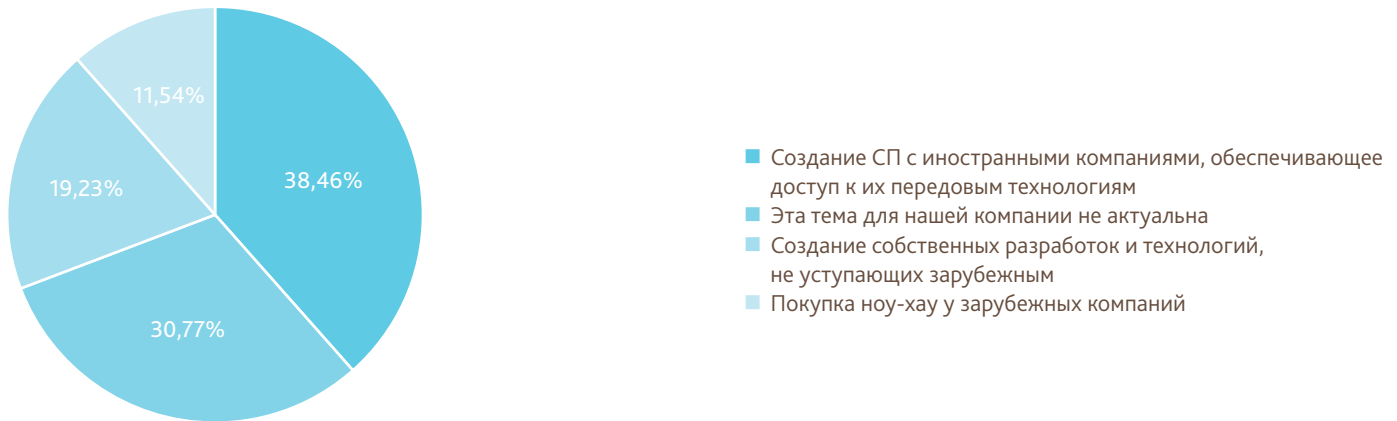 11,54%
38,46%
19,23%
30,77%
Создание СП с иностранными компаниями, обеспечивающее
доступ к их передовым технологиям
Эта тема для нашей компании не актуальна
Создание собственных разработок и технологий,
не уступающих зарубежным
Покупка ноу-хау у зарубежных компаний